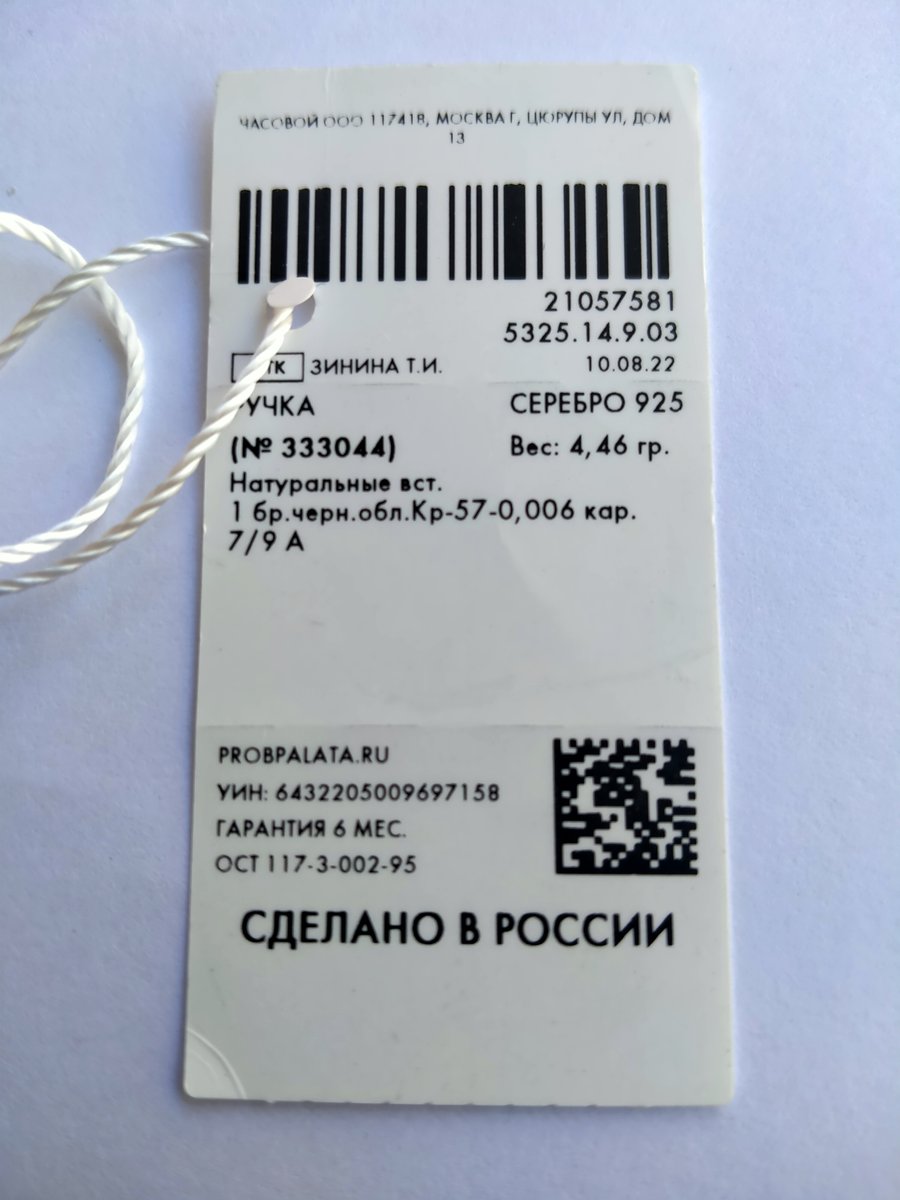 ЧАСОВОЙ ООО 117418, МОСКВА Г, ЦЮРУПЫ УЛ, ДОМ
13
21057581
5325.14.9.03
ЗИНИНА Т.И. 10.08.22
СЕРЕБРО 925
(№ 333044) Вес: 4,46 гр.
Натуральные вст.
1 бр.черн.обл.Кр-57-0,006 кар.
7/9 А
PROBPALATA.RU
УИН: 6432205009697158
ГАРАНТИЯ 6 МЕС.
ОСТ 117-3-002-95
СДЕЛАНО В РОССИИ